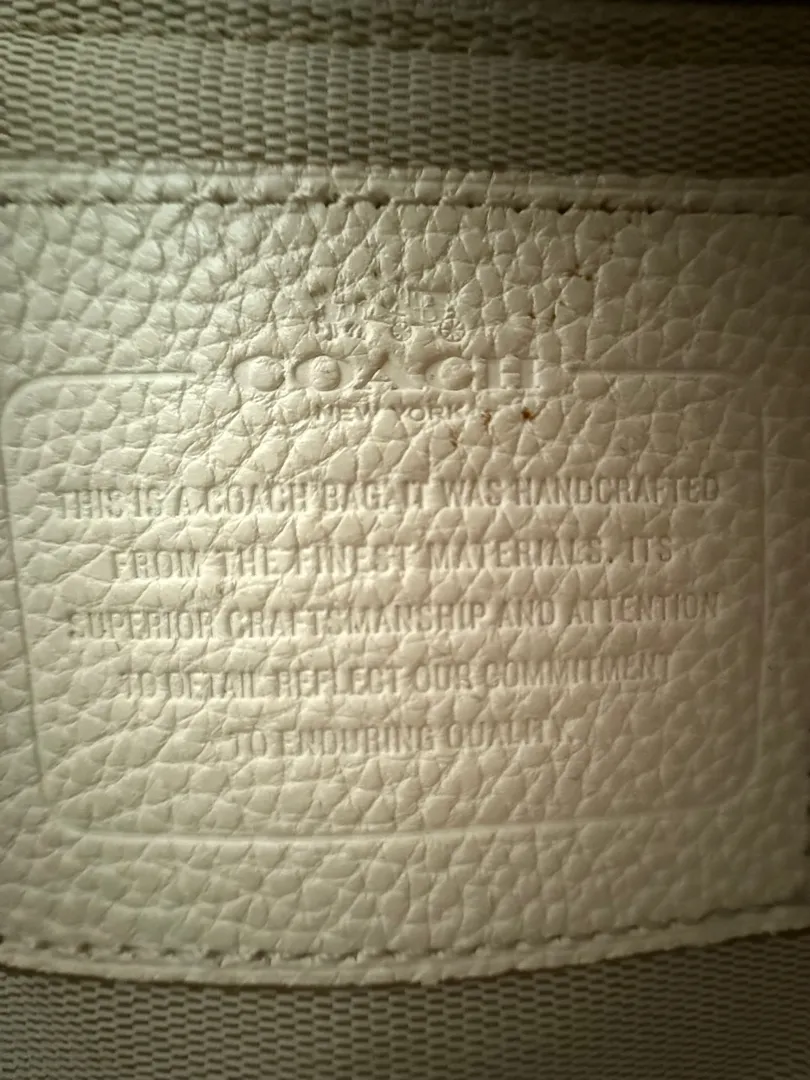 COACH
NEW YORK
THIS IS A COACH BAG. IT WAS HANDCRAFTED
FROM THE FINEST MATERIALS. ITS
SUPERIOR CRAFTSMANSHIP AND ATTENTION
TO DETAIL REFLECT OUR COMMITMENT
TO ENDURING QUALITY.